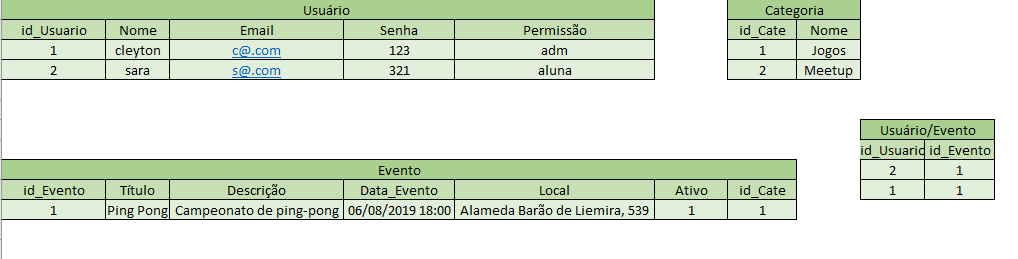 Usuário
id_Usuario Nome Email Senha Permissão
1 cleyton c@.com 123 adm
2 sara s@.com 321 aluna
Categoria
id_Cate Nome
1 Jogos
2 Meetup
Usuário/Evento
id_Usuario id_Evento
2 1
1 1
Evento
id_Evento Título Descrição Data_Evento Local Ativo id_Cate
1 Ping Pong Campeonato de ping-pong 06/08/2019 18:00 Alameda Barão de Liemira, 539 1 1